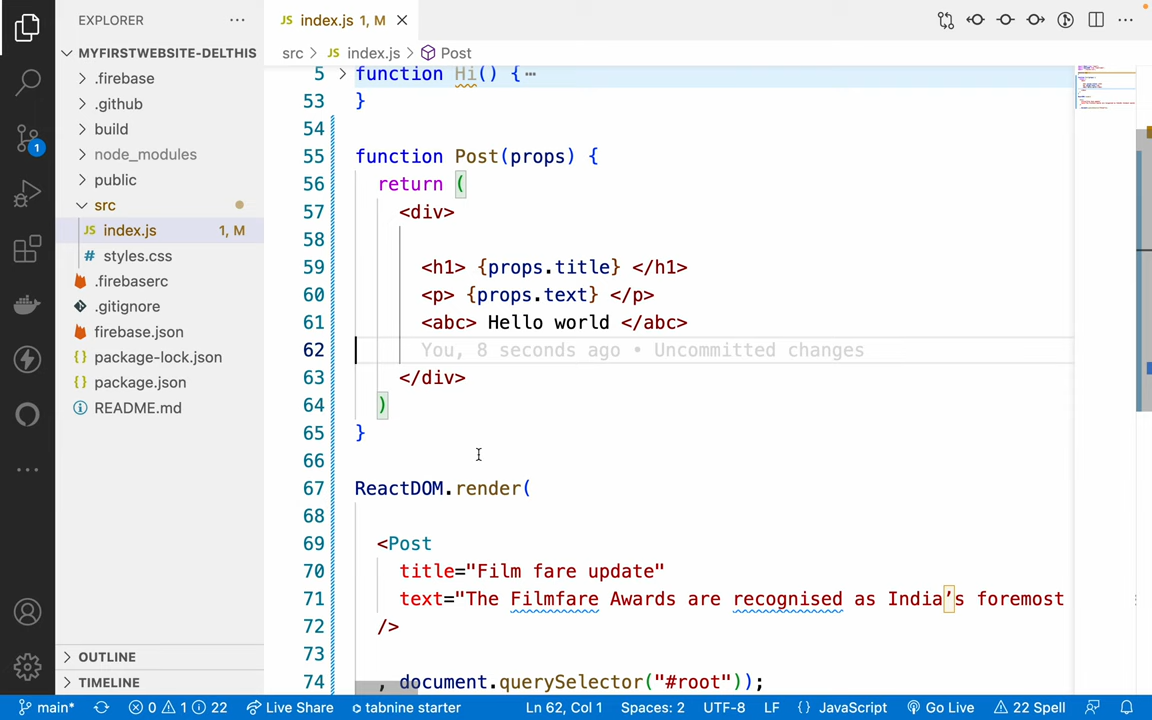 EXPLORER
index.js 1, M
MYFIRSTWEBSITE-DELTHIS
.firebase
.github
build
node_modules
public
src
JS index.js 1, M
# styles.css
.firebaserc
.gitignore
firebase.json
{} package-lock.json
{} package.json
README.md
OUTLINE
TIMELINE
1
JS
src > JS index.js > Post
5 function Hi() {
53 }
54
55 function Post(props) {
56 return (
57 <div>
58
59 <h1> {props.title} </h1>
60 <p> {props.text} </p>
61 <abc> Hello world </abc>
62 You, 8 seconds ago • Uncommitted changes
63 </div>
64 )
65 }
66
67 ReactDOM.render(
68
69 <Post
70 title="Film fare update"
71 text="The Filmfare Awards are recognised as India’s foremost
72 />
73
74 , document.querySelector("#root"));
main* 0 1 22 Live Share tabnine starter Ln 62, Col 1 Spaces: 2 UTF-8 LF {} JavaScript Go Live 22 Spell